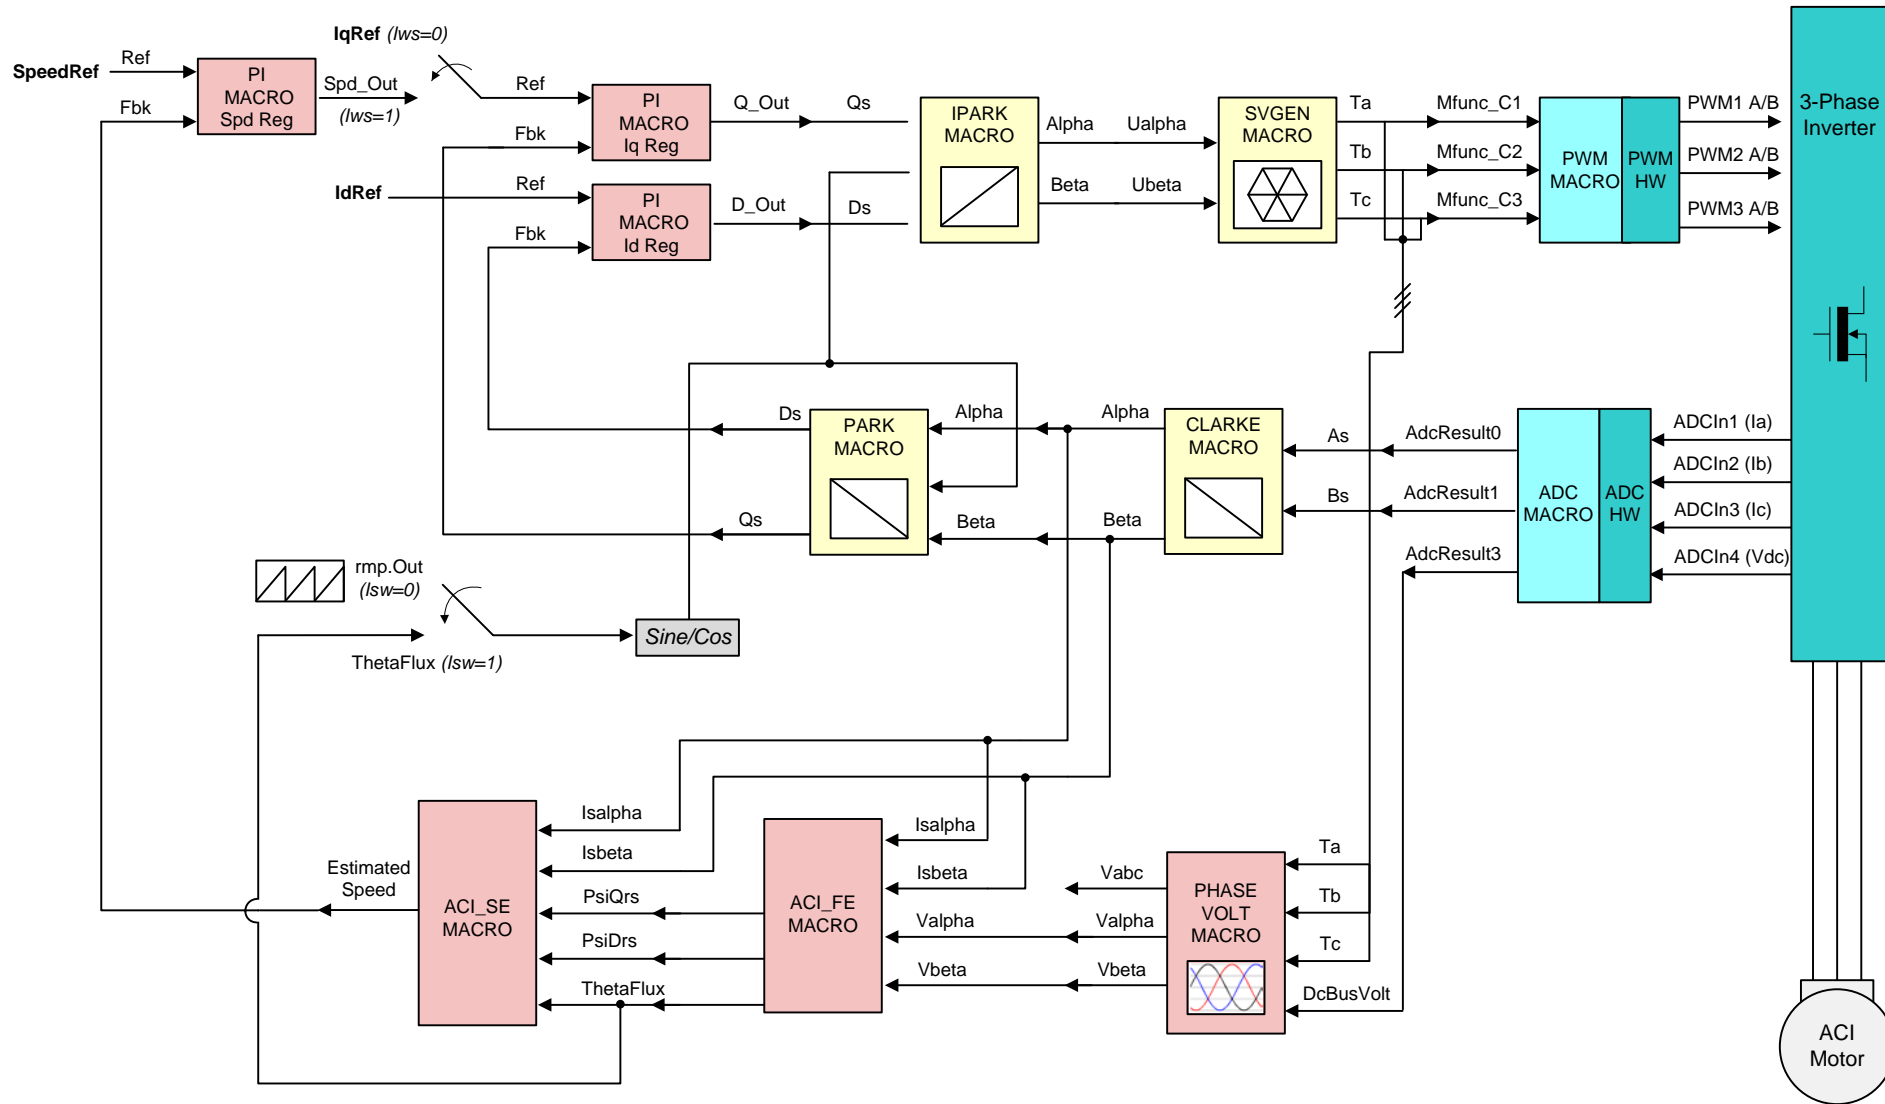 IqRef (lws=0)
SpeedRef
Ref
Fbk
PI
MACRO
Spd Reg
Spd_Out
(lws=1)
Ref
Fbk
PI
MACRO
Iq Reg
Q_Out
Qs
IdRef
Ref
Fbk
PI
MACRO
Id Reg
D_Out
Ds
IPARK
MACRO
Alpha
Ualpha
Beta
Ubeta
SVGEN
MACRO
Ta
Mfunc_C1
Tb
Mfunc_C2
Tc
Mfunc_C3
PWM
MACRO
PWM
HW
PWM1 A/B
PWM2 A/B
PWM3 A/B
3-Phase
Inverter
Ds
Qs
PARK
MACRO
Alpha
Alpha
Beta
Beta
CLARKE
MACRO
As
AdcResult0
Bs
AdcResult1
AdcResult3
ADC
MACRO
ADC
HW
ADCIn1 (Ia)
ADCIn2 (Ib)
ADCIn3 (Ic)
ADCIn4 (Vdc)
rmp.Out
(lsw=0)
ThetaFlux (lsw=1)
Sine/Cos
Estimated
Speed
ACI_SE
MACRO
Isalpha
Isbeta
PsiQrs
PsiDrs
ThetaFlux
ACI_FE
MACRO
Isalpha
Isbeta
Valpha
Vbeta
Vabc
Valpha
Vbeta
PHASE
VOLT
MACRO
Ta
Tb
Tc
DcBusVolt
ACI
Motor